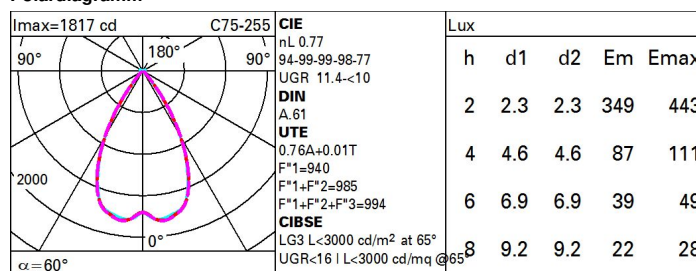 Imax=1817 cd C75-255
90° 180° 90°
2000
0°
α=60°
CIE
nL 0.77
94-99-99-98-77
UGR 11.4-<10
DIN
A.61
UTE
0.76A+0.01T
F"1=940
F"1+F"2=985
F"1+F"2+F"3=994
CIBSE
LG3 L<3000 cd/m² at 65°
UGR<16 | L<3000 cd/mq @65°
Lux
h d1 d2 Em Emax
2 2.3 2.3 349 443
4 4.6 4.6 87 111
6 6.9 6.9 39 49
8 9.2 9.2 22 28